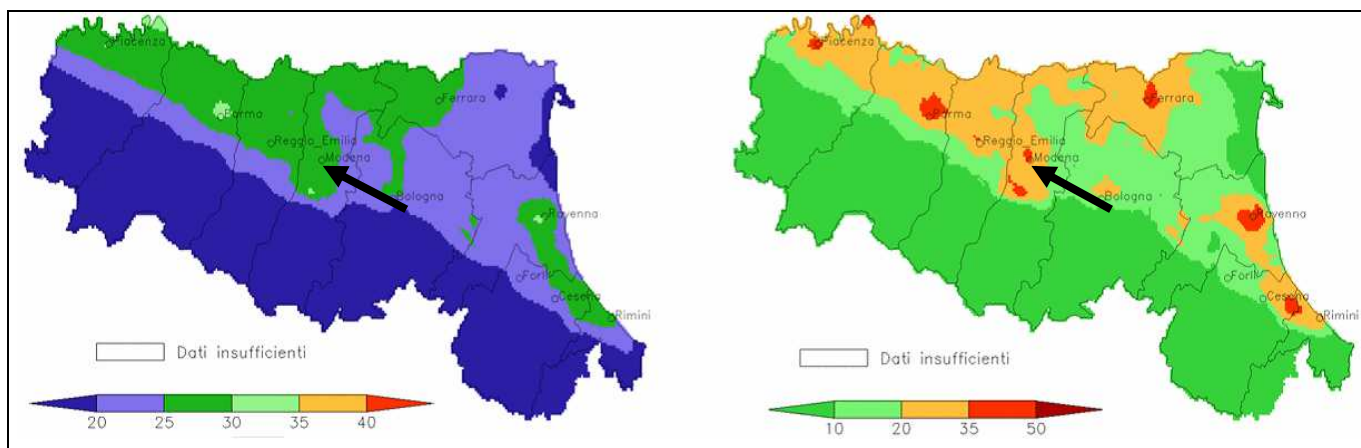 Piacenza
Parma
Reggio_Emilia
Modena
Ferrara
Bologna
Ravenna
Forlì
Cesena
Rimini
Dati insufficienti
20 25 30 35 40
Piacenza
Parma
Reggio_Emilia
Modena
Ferrara
Bologna
Ravenna
Forlì
Cesena
Rimini
Dati insufficienti
10 20 35 50